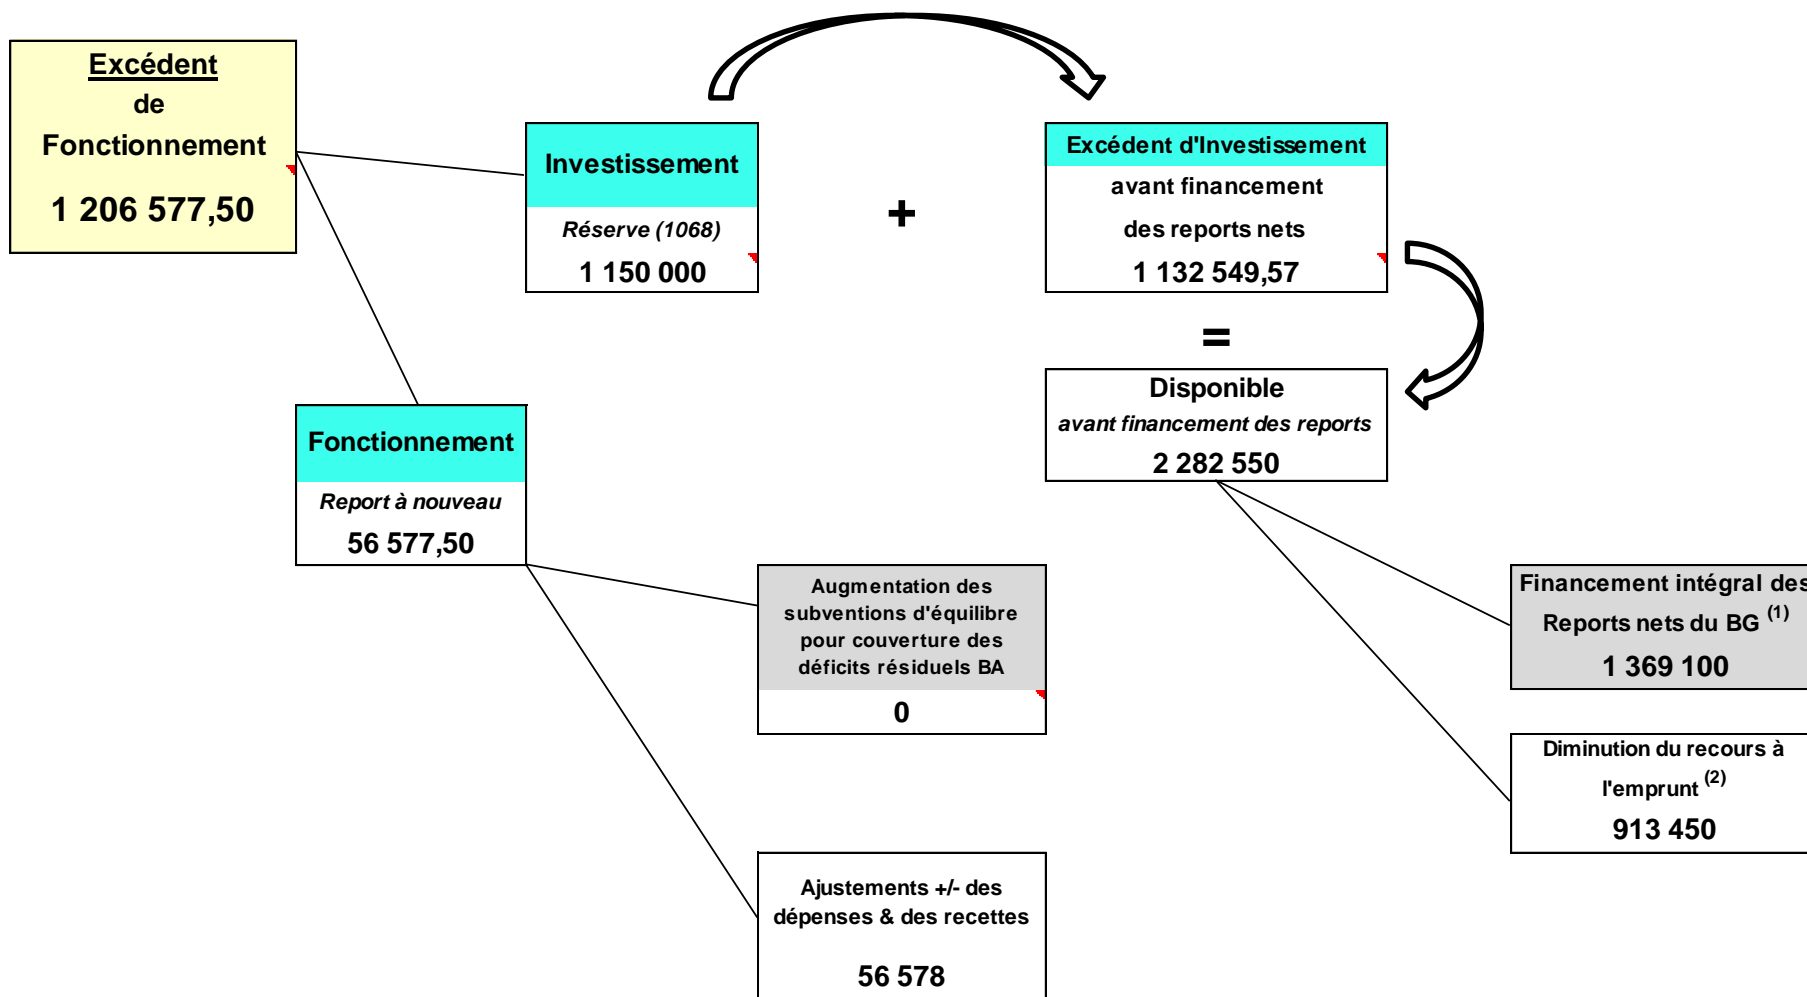 Excédent
de
Fonctionnement
1 206 577,50
Investissement
Réserve (1068)
1 150 000
+
Excédent d'Investissement
avant financement
des reports nets
1 132 549,57
=
Disponible
avant financement des reports
2 282 550
Fonctionnement
Report à nouveau
56 577,50
Augmentation des
subventions d'équilibre
pour couverture des
déficits résiduels BA
0
Financement intégral des
Reports nets du BG (1)
1 369 100
Diminution du recours à
l'emprunt (2)
913 450
Ajustements +/- des
dépenses & des recettes
56 578